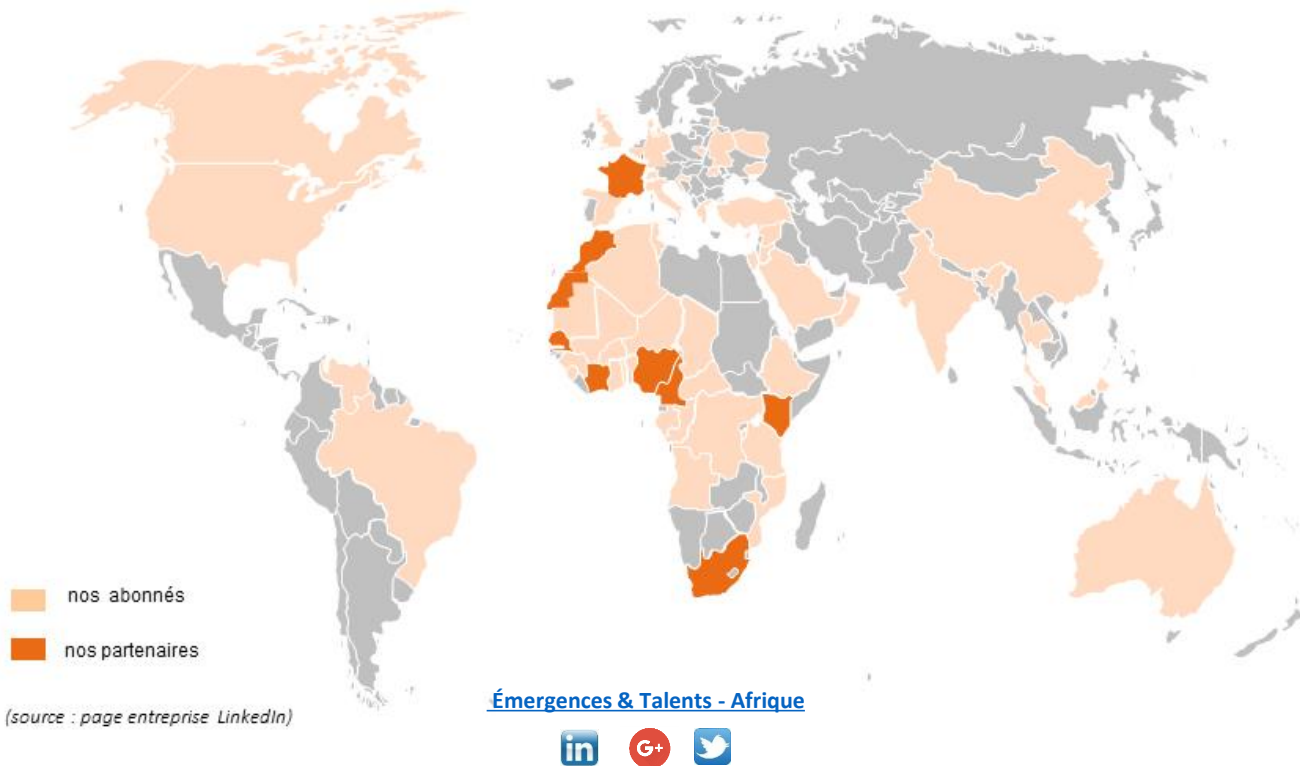 nos abonnés
nos partenaires
(source : page entreprise LinkedIn)
Émergences & Talents - Afrique
in G+